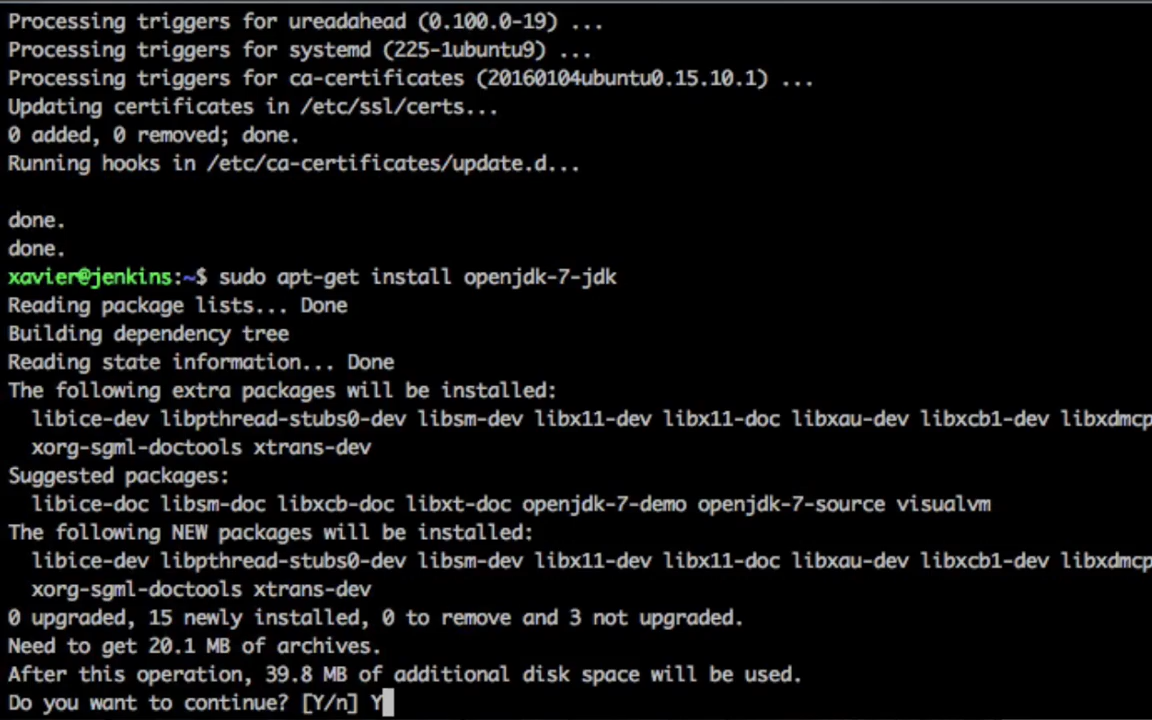 Processing triggers for ureadahead (0.100.0-19) ...
Processing triggers for systemd (225-1ubuntu9) ...
Processing triggers for ca-certificates (20160104ubuntu0.15.10.1) ...
Updating certificates in /etc/ssl/certs...
0 added, 0 removed; done.
Running hooks in /etc/ca-certificates/update.d...
done.
done.
xavier@jenkins:~$ sudo apt-get install openjdk-7-jdk
Reading package lists... Done
Building dependency tree
Reading state information... Done
The following extra packages will be installed:
libice-dev libpthread-stubs0-dev libsm-dev libx11-dev libx11-doc libxau-dev libxcb1-dev libxdmcp
xorg-sgml-doctools xtrans-dev
Suggested packages:
libice-doc libsm-doc libxcb-doc libxt-doc openjdk-7-demo openjdk-7-source visualvm
The following NEW packages will be installed:
libice-dev libpthread-stubs0-dev libsm-dev libx11-dev libx11-doc libxau-dev libxcb1-dev libxdmcp
xorg-sgml-doctools xtrans-dev
0 upgraded, 15 newly installed, 0 to remove and 3 not upgraded.
Need to get 20.1 MB of archives.
After this operation, 39.8 MB of additional disk space will be used.
Do you want to continue? [Y/n] Y